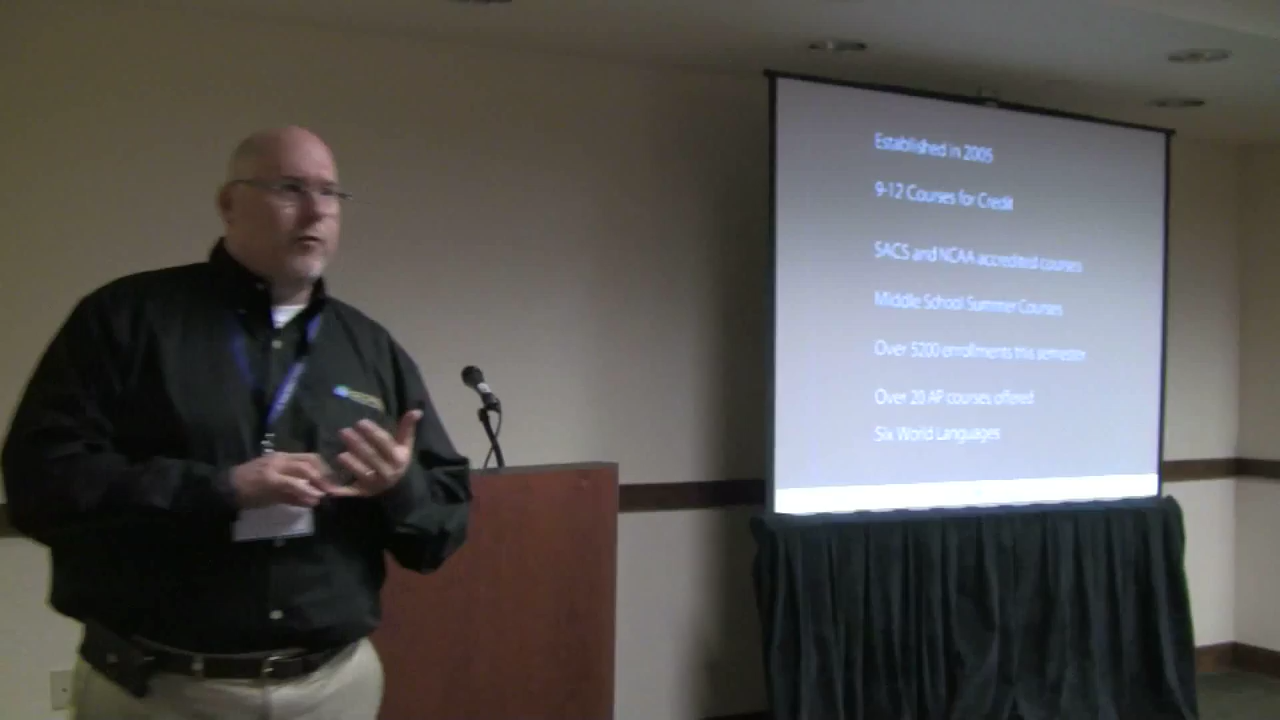 Established in 2005
9-12 Courses for Credit
SACS and NCAA accredited courses
Middle School Summer Courses
Over 5200 enrollments this semester
Over 20 AP courses offered
Six World Languages